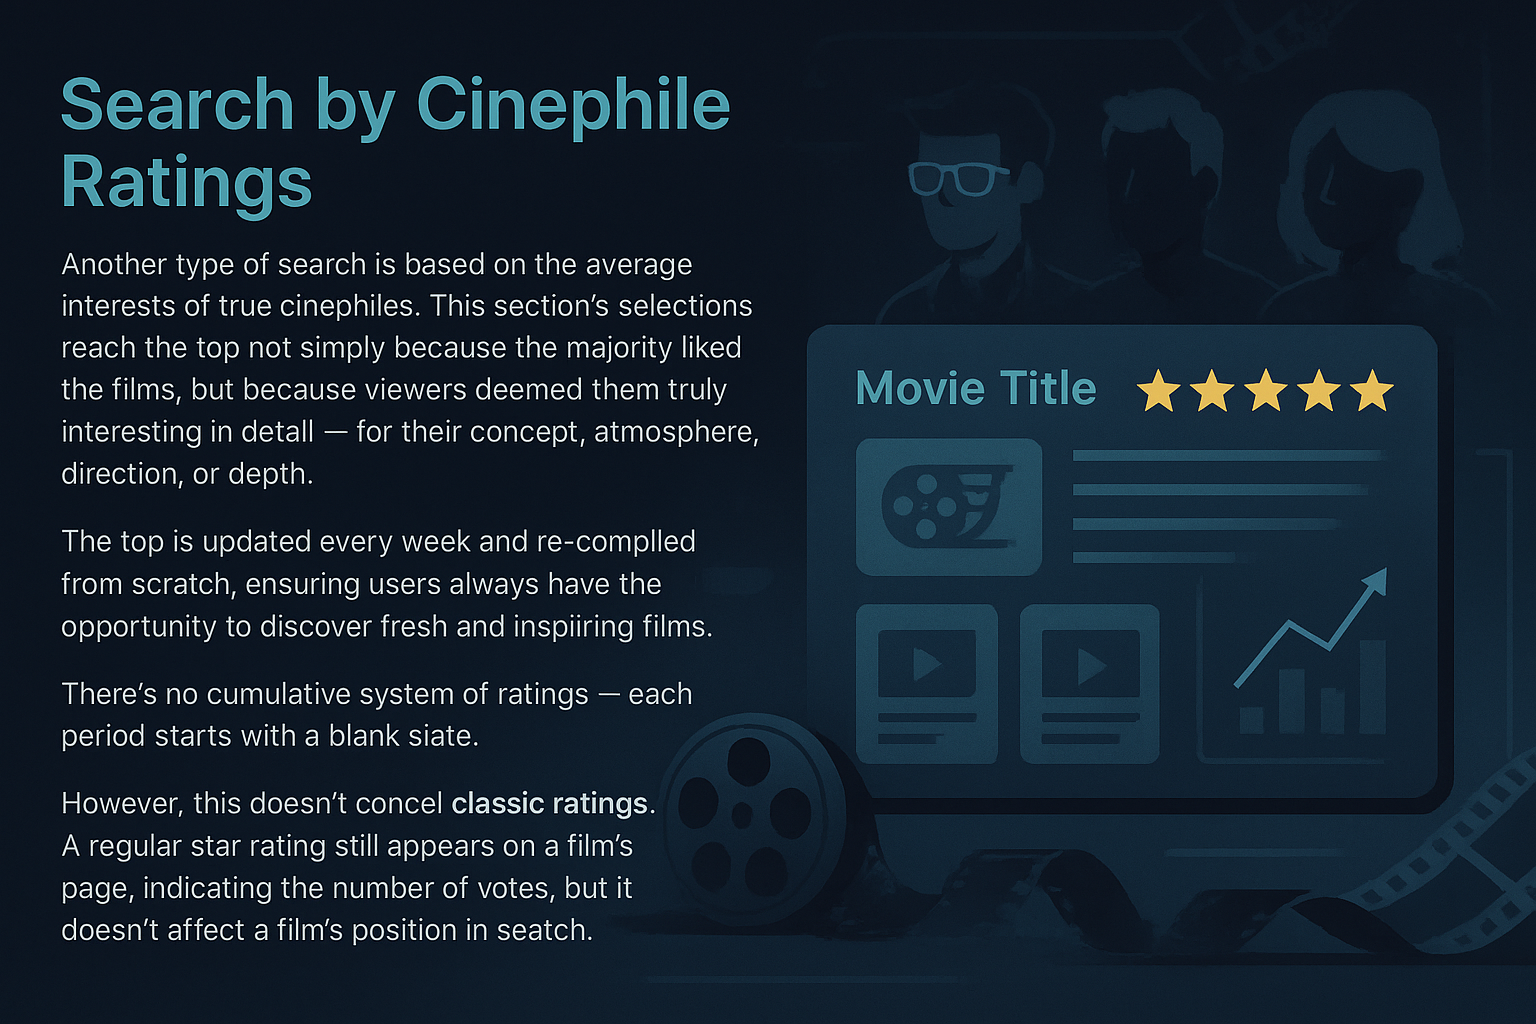 Search by Cinephile
Ratings
Another type of search is based on the average
interests of true cinephiles. This section's selections
reach the top not simply because the majority liked
the films, but because viewers deemed them truly
interesting in detall — for their concept, atmosphere,
direction, or depth.
The top is updated every week and re-complled
from scratch, ensuring users always have the
opportunity to discover fresh and inspiiring films.
There's no cumulative system of ratings — each
period starts with a blank siate.
However, this doesn't concel classic ratings.
A regular star rating still appears on a film's
page, indicating the number of votes, but it
doesn't affect a film's position in seatch.
Movie Title